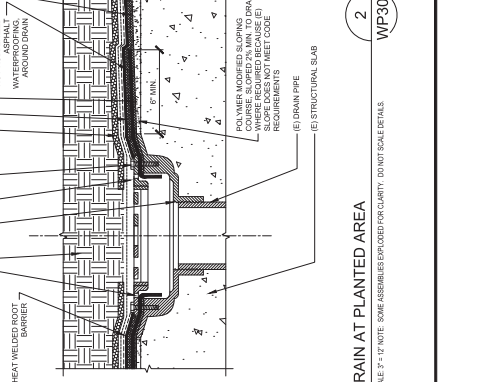 ASPHALT
WATERPROOFING
AROUND DRAIN
6" MIN.
POLYMER MODIFIED SLOPING
COURSE, SLOPED 2% MIN. TO DRA
WHERE REQUIRED BECAUSE (E)
SLOPE DOES NOT MEET CODE
REQUIREMENTS
(E) DRAIN PIPE
(E) STRUCTURAL SLAB
HEAT WELDED ROOT
BARRIER
2
WP30
RAIN AT PLANTED AREA
ALE: 3" = 12" NOTE: SOME ASSEMBLIES EXPLODED FOR CLARITY. DO NOT SCALE DETAILS.